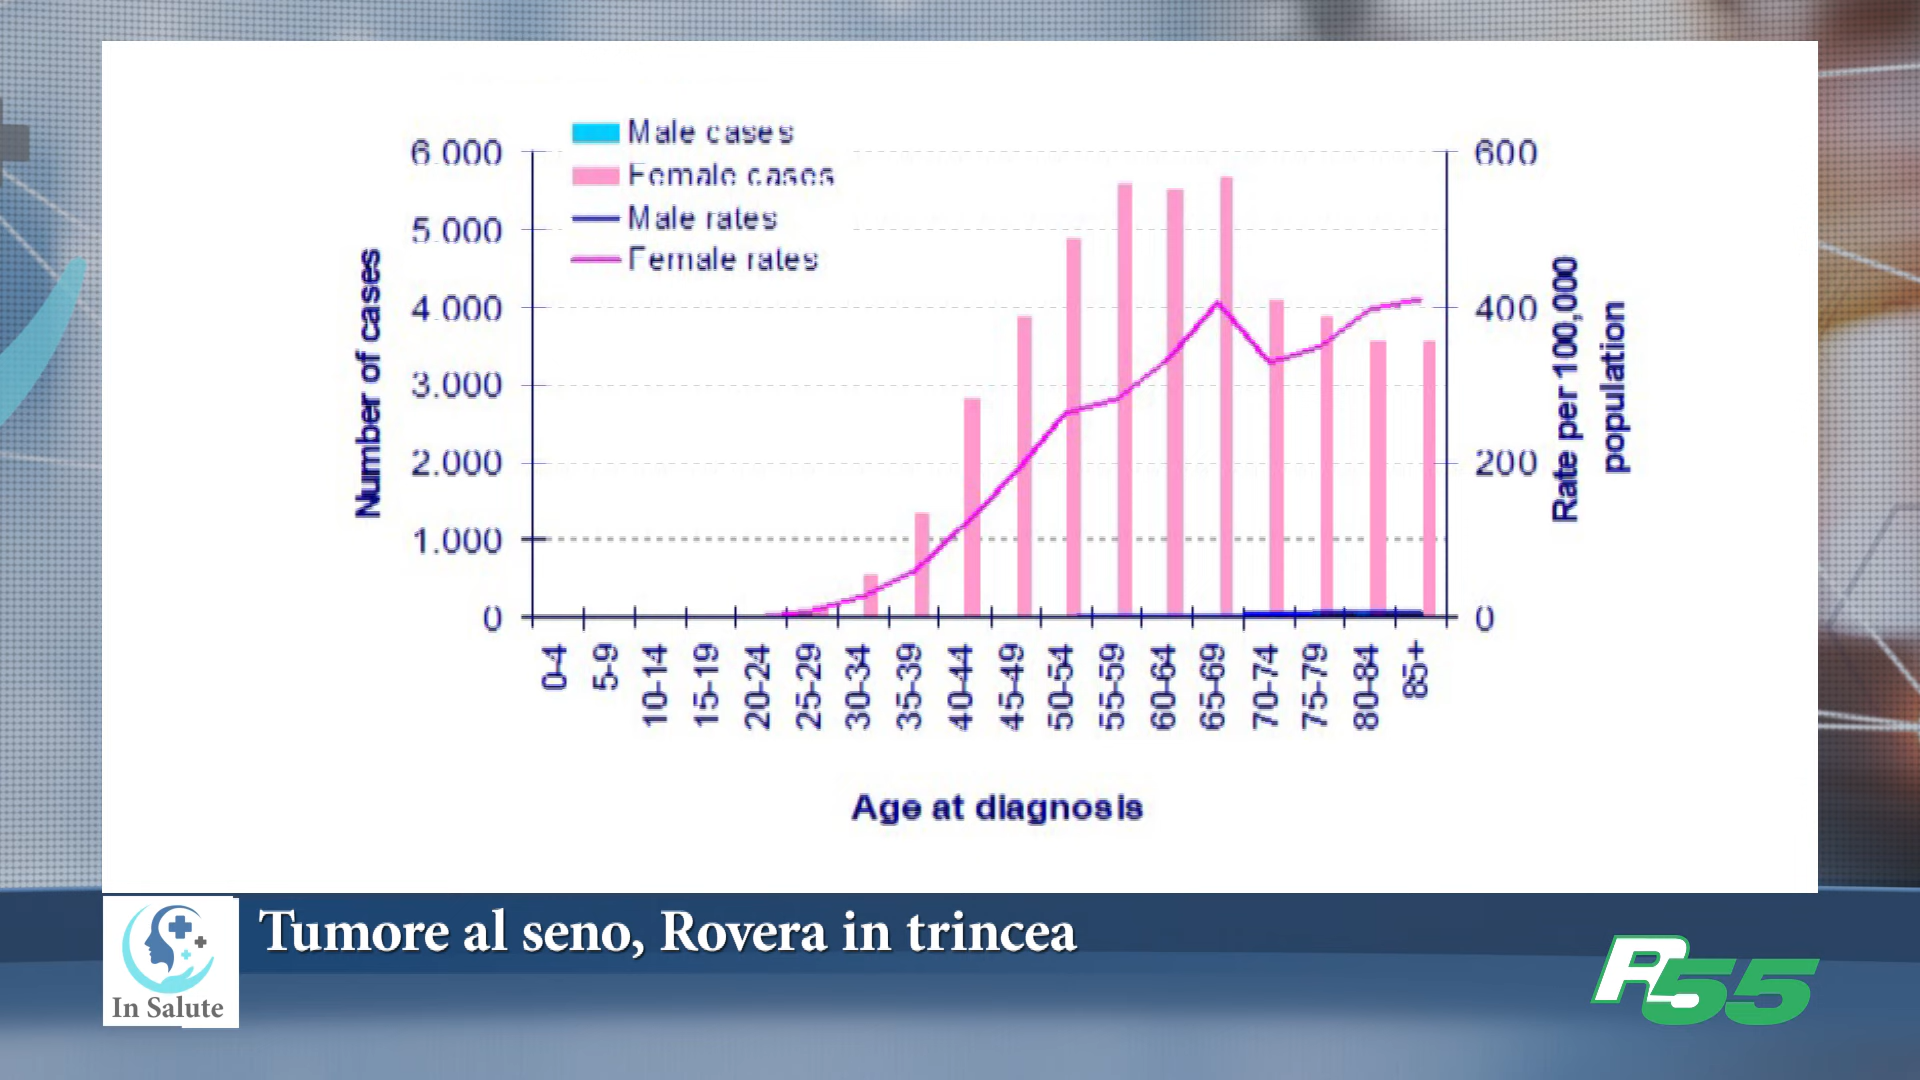 Male cases
Female cases
Male rates
Female rates
6.000
5.000
4.000
3.000
2.000
1.000
0
600
400
200
0
Number of cases
Rate per 100,000
population
0-4
5-9
10-14
15-19
20-24
25-29
30-34
35-39
40-44
45-49
50-54
55-59
60-64
65-69
70-74
75-79
80-84
85+
Age at diagnosis
Tumore al seno, Rovera in trincea
In Salute
R55